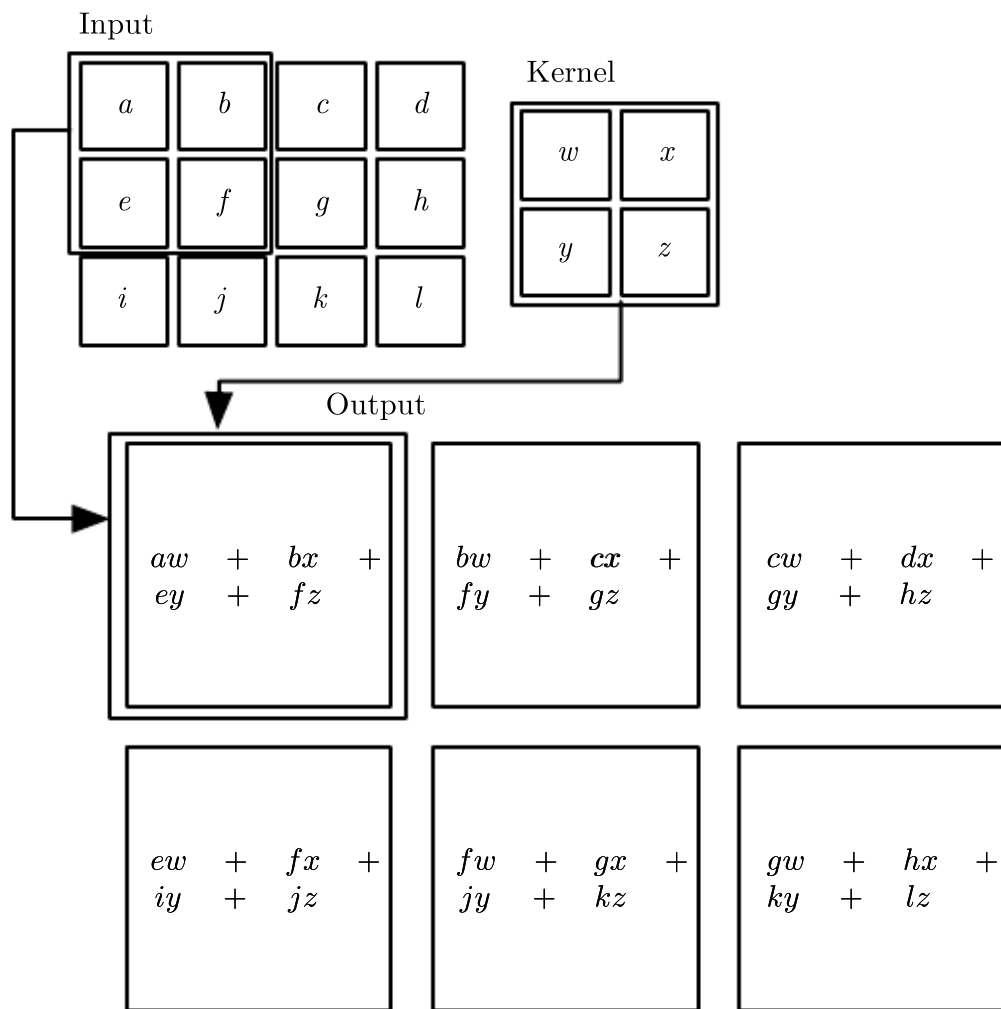 Input
Kernel
a b c d
w x
e f g h
y z
i j k l
Output
aw + bx +
ey + fz
bw + cx +
fy + gz
cw + dx +
gy + hz
ew + fx +
iy + jz
fw + gx +
jy + kz
gw + hx +
ky + lz